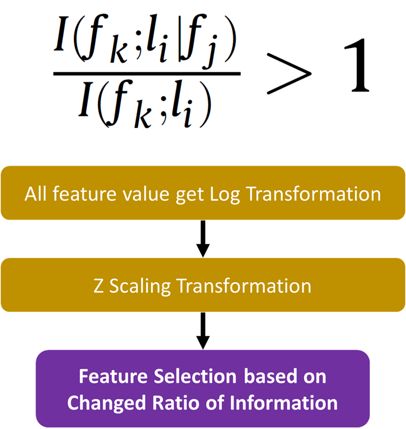 I(f_k;l_i|f_j)
I(f_k;l_i)
> 1
All feature value get Log Transformation
Z Scaling Transformation
Feature Selection based on
Changed Ratio of Information